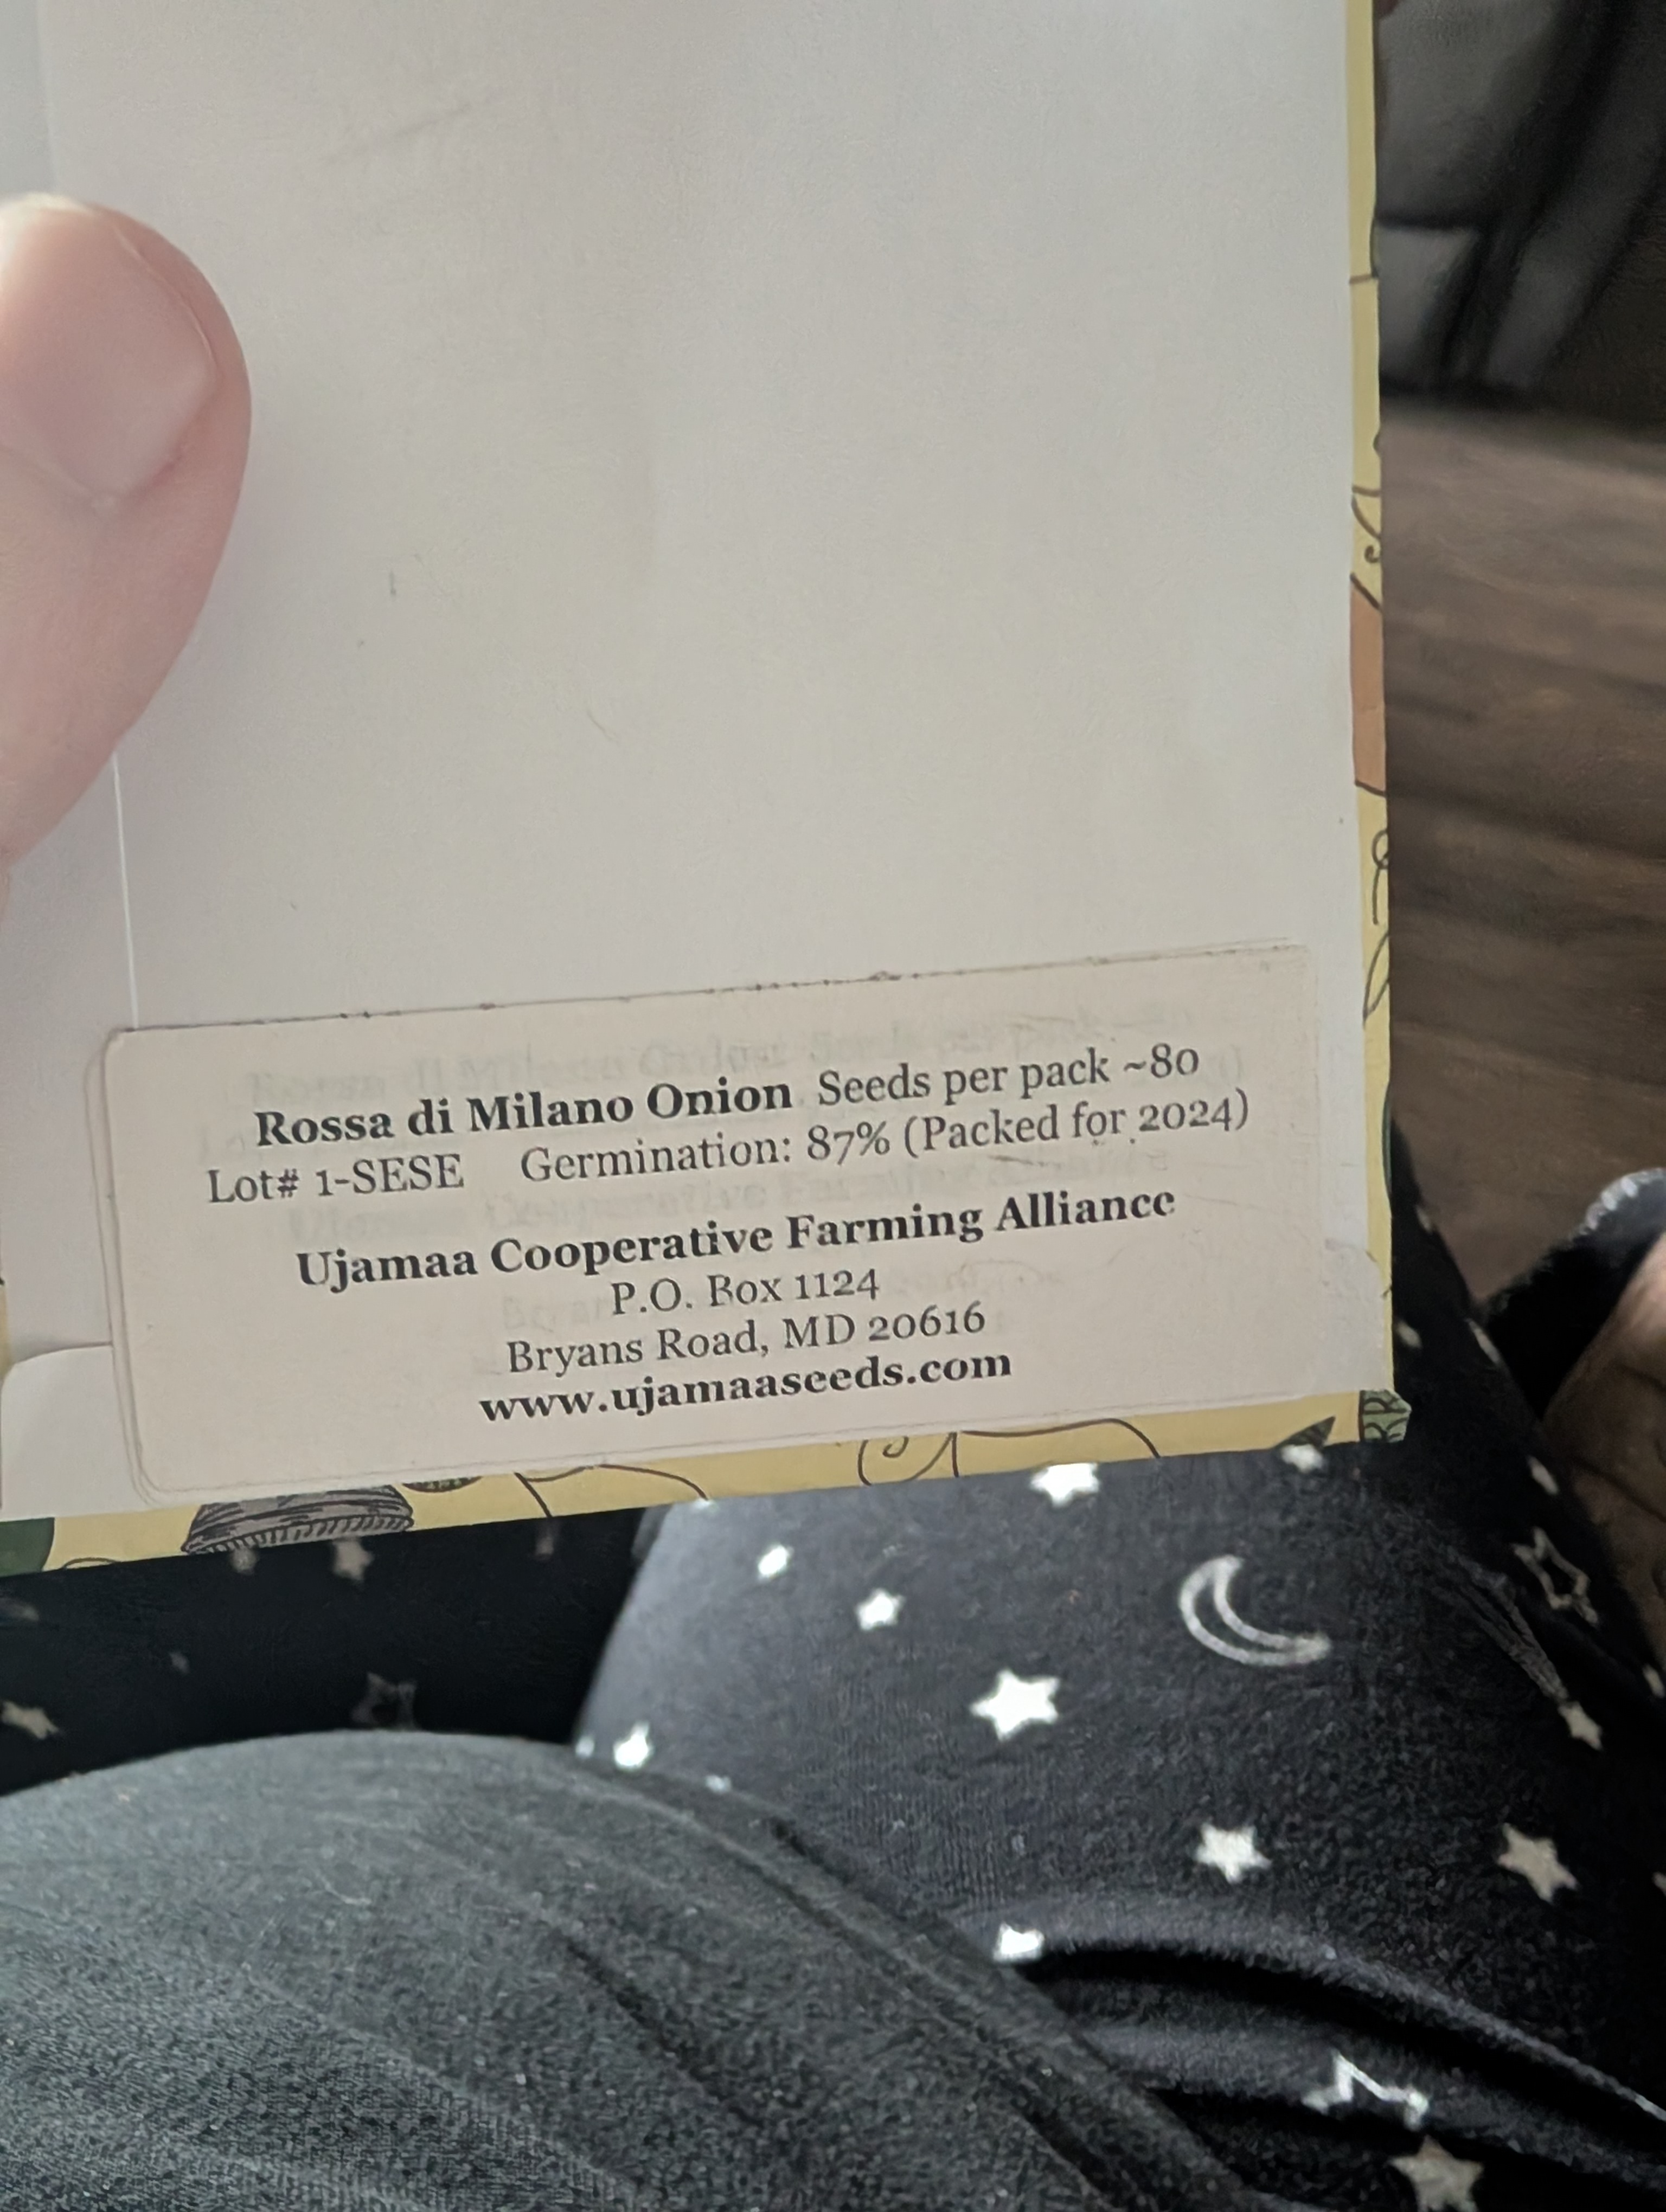 Rossa di Milano Onion Seeds per pack ~80
Lot# 1-SESE Germination: 87% (Packed for 2024)
Ujamaa Cooperative Farming Alliance
P.O. Box 1124
Bryans Road, MD 20616
www.ujamaaseeds.com